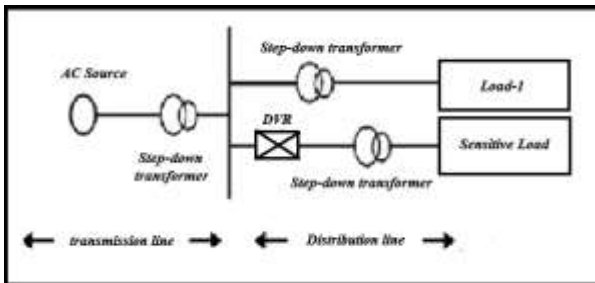 AC Source
Step-down
transformer
Step-down transformer
Load-1
DVR
Sensitive Load
Step-down transformer
transmission line
Distribution line